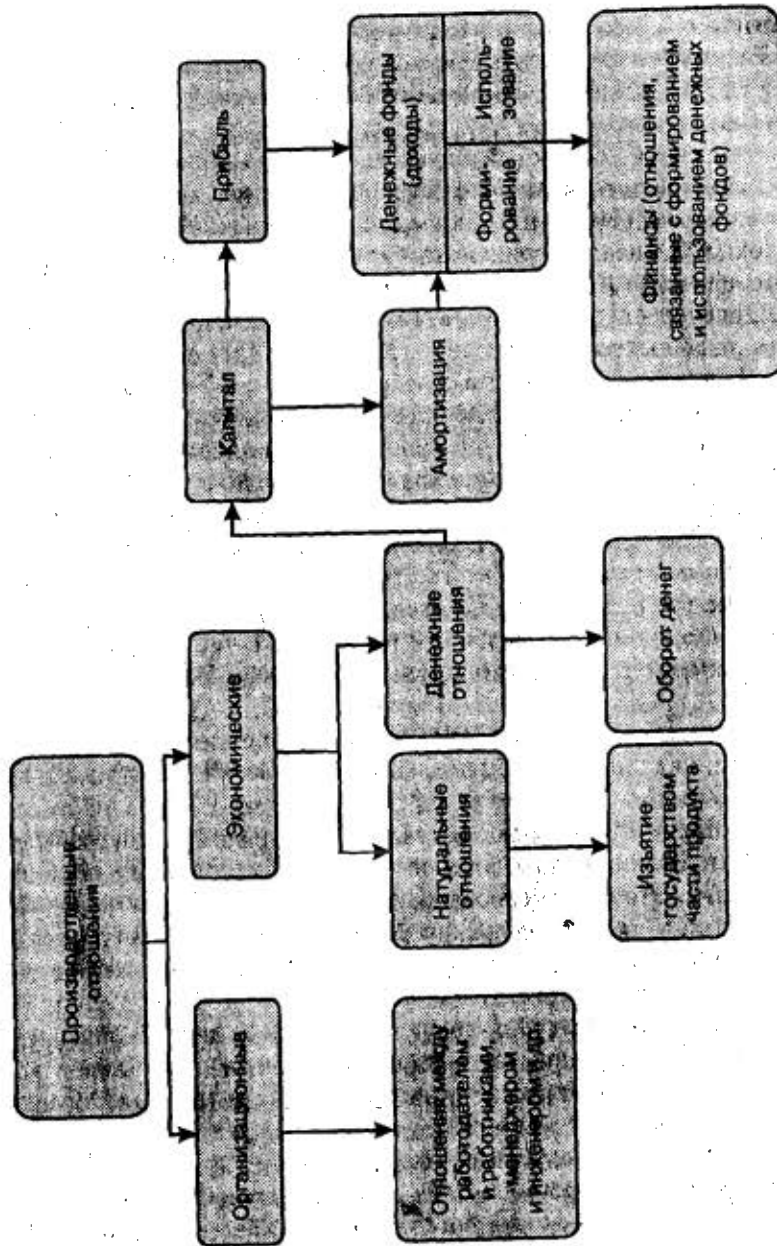 Производственные
отношения
Организационные
Экономические
Капитал
Прибыль
Отношения между
работодателем
и работниками,
менеджером
и инженером и др.
Натуральные
отношения
Денежные
отношения
Амортизация
Денежные фонды
(доходы)
Форми-
рование
Исполь-
зование
Изъятие
государством
части продукта
Оборот денег
Финансы (отношения,
связанные с формированием
и использованием денежных
фондов)